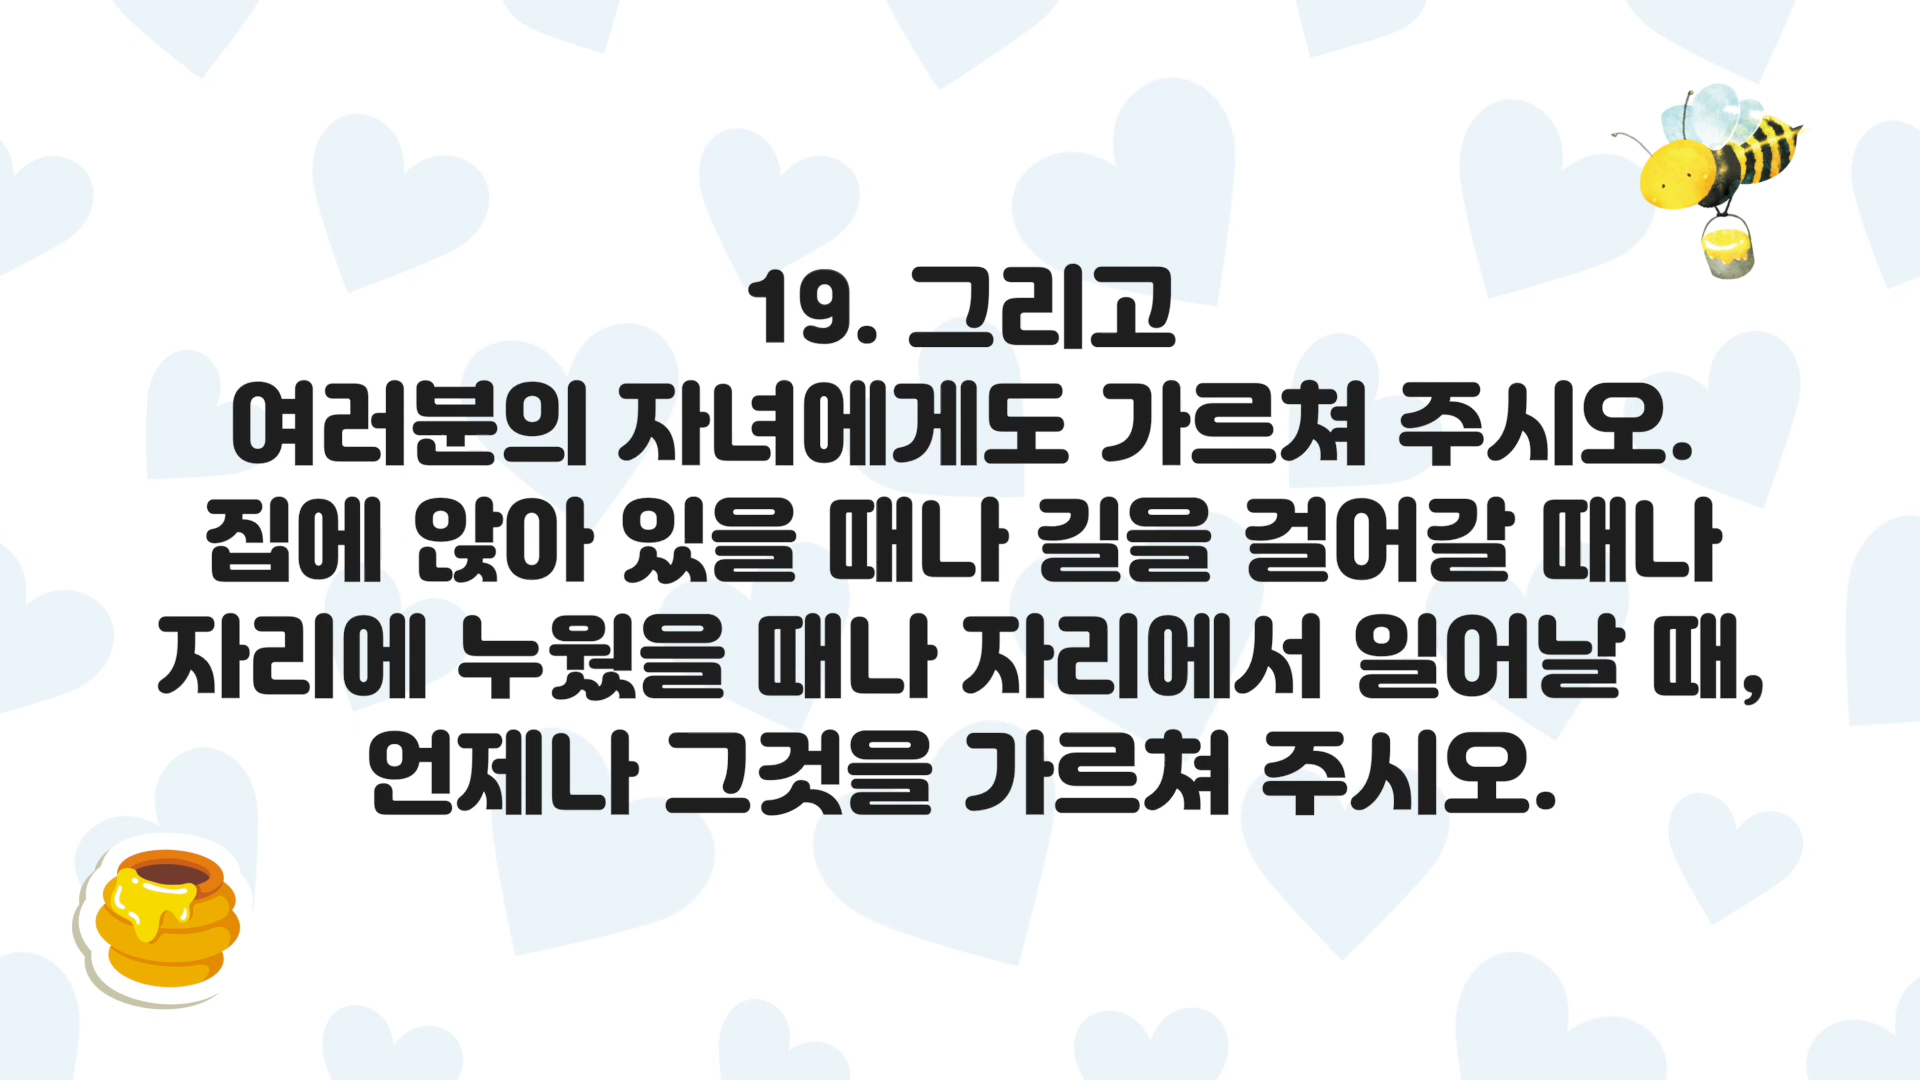 19. 그리고
여러분의 자녀에게도 가르쳐 주시오.
집에 앉아 있을 때나 길을 걸어갈 때나
자리에 누웠을 때나 자리에서 일어날 때,
언제나 그것을 가르쳐 주시오.